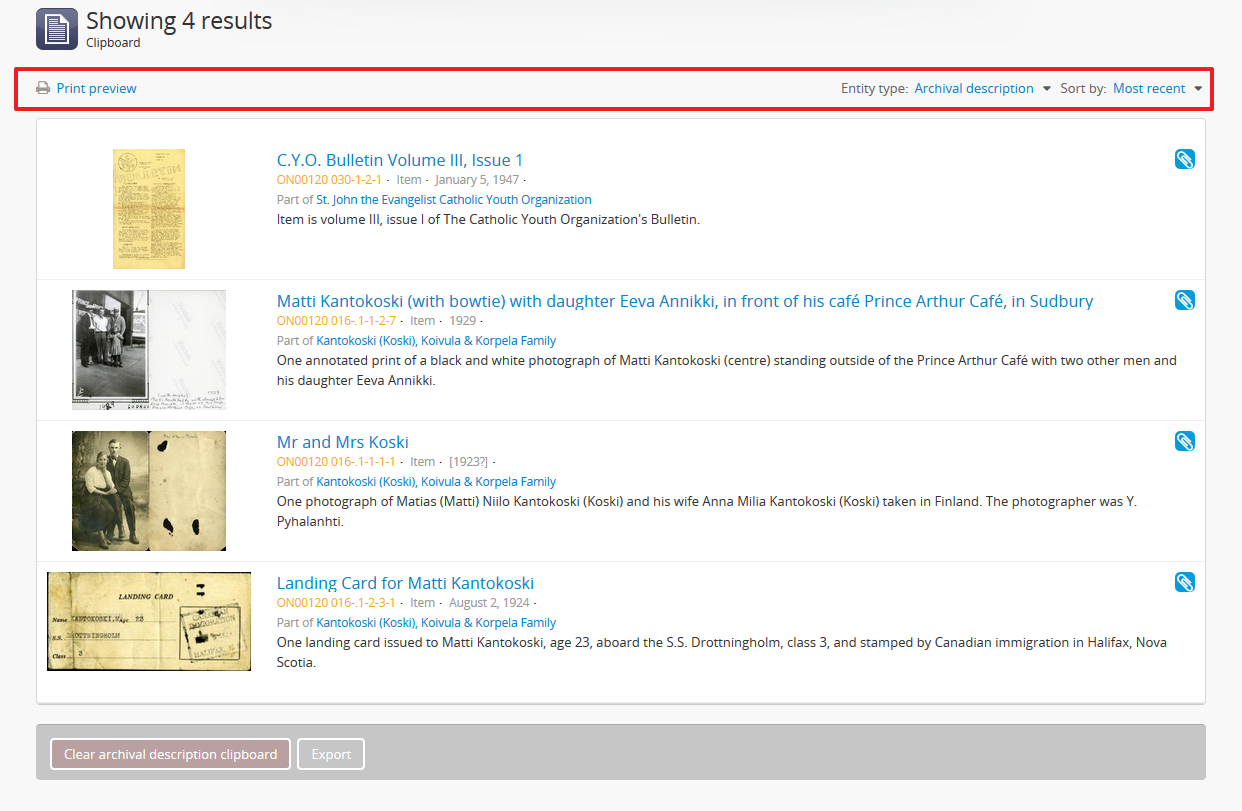 Showing 4 results
Clipboard
Print preview
Entity type: Archival description Sort by: Most recent
C.Y.O. Bulletin Volume III, Issue 1
ON00120 030-1-2-1 · Item · January 5, 1947 ·
Part of St. John the Evangelist Catholic Youth Organization
Item is volume III, issue I of The Catholic Youth Organization's Bulletin.
Matti Kantokoski (with bowtie) with daughter Eeva Annikki, in front of his café Prince Arthur Café, in Sudbury
ON00120 016-.1-1-2-7 · Item · 1929 ·
Part of Kantokoski (Koski), Koivula & Korpela Family
One annotated print of a black and white photograph of Matti Kantokoski (centre) standing outside of the Prince Arthur Café with two other men and
his daughter Eeva Annikki.
Mr and Mrs Koski
ON00120 016-.1-1-1-1 · Item · [1923?] ·
Part of Kantokoski (Koski), Koivula & Korpela Family
One photograph of Matias (Matti) Niilo Kantokoski (Koski) and his wife Anna Milia Kantokoski (Koski) taken in Finland. The photographer was Y.
Pyhalanhti.
LANDING CARD
Name KANTOKOSKI, M. Age 23
S.S. DROTTNINGHOLM
Class 3
Landing Card for Matti Kantokoski
ON00120 016-.1-2-3-1 · Item · August 2, 1924 ·
Part of Kantokoski (Koski), Koivula & Korpela Family
One landing card issued to Matti Kantokoski, age 23, aboard the S.S. Drottningholm, class 3, and stamped by Canadian immigration in Halifax, Nova
Scotia.
Clear archival description clipboard
Export